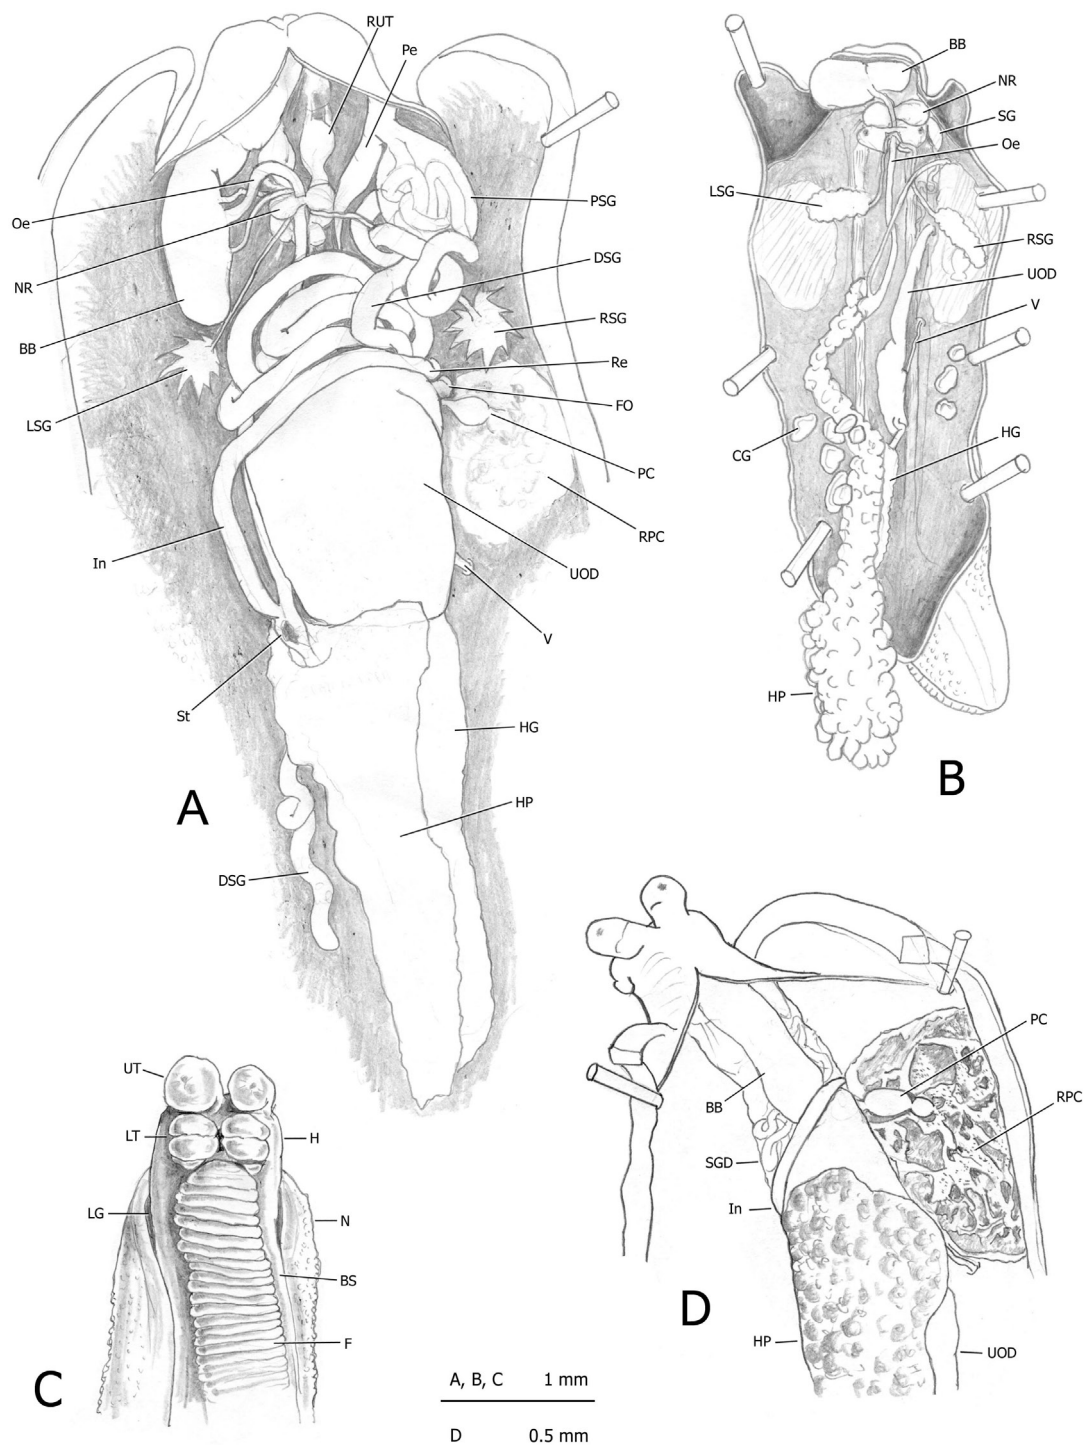 RUT
Pe
Oe
PSG
NR
DSG
BB
RSG
Re
LSG
FO
PC
RPC
In
UOD
V
St
HG
HP
A
DSG
BB
NR
SG
Oe
LSG
RSG
UOD
V
HG
CG
HP
B
UT
LT
H
LG
N
BS
F
C
PC
RPC
BB
SGD
In
HP
UOD
D
A, B, C 1 mm
D 0.5 mm